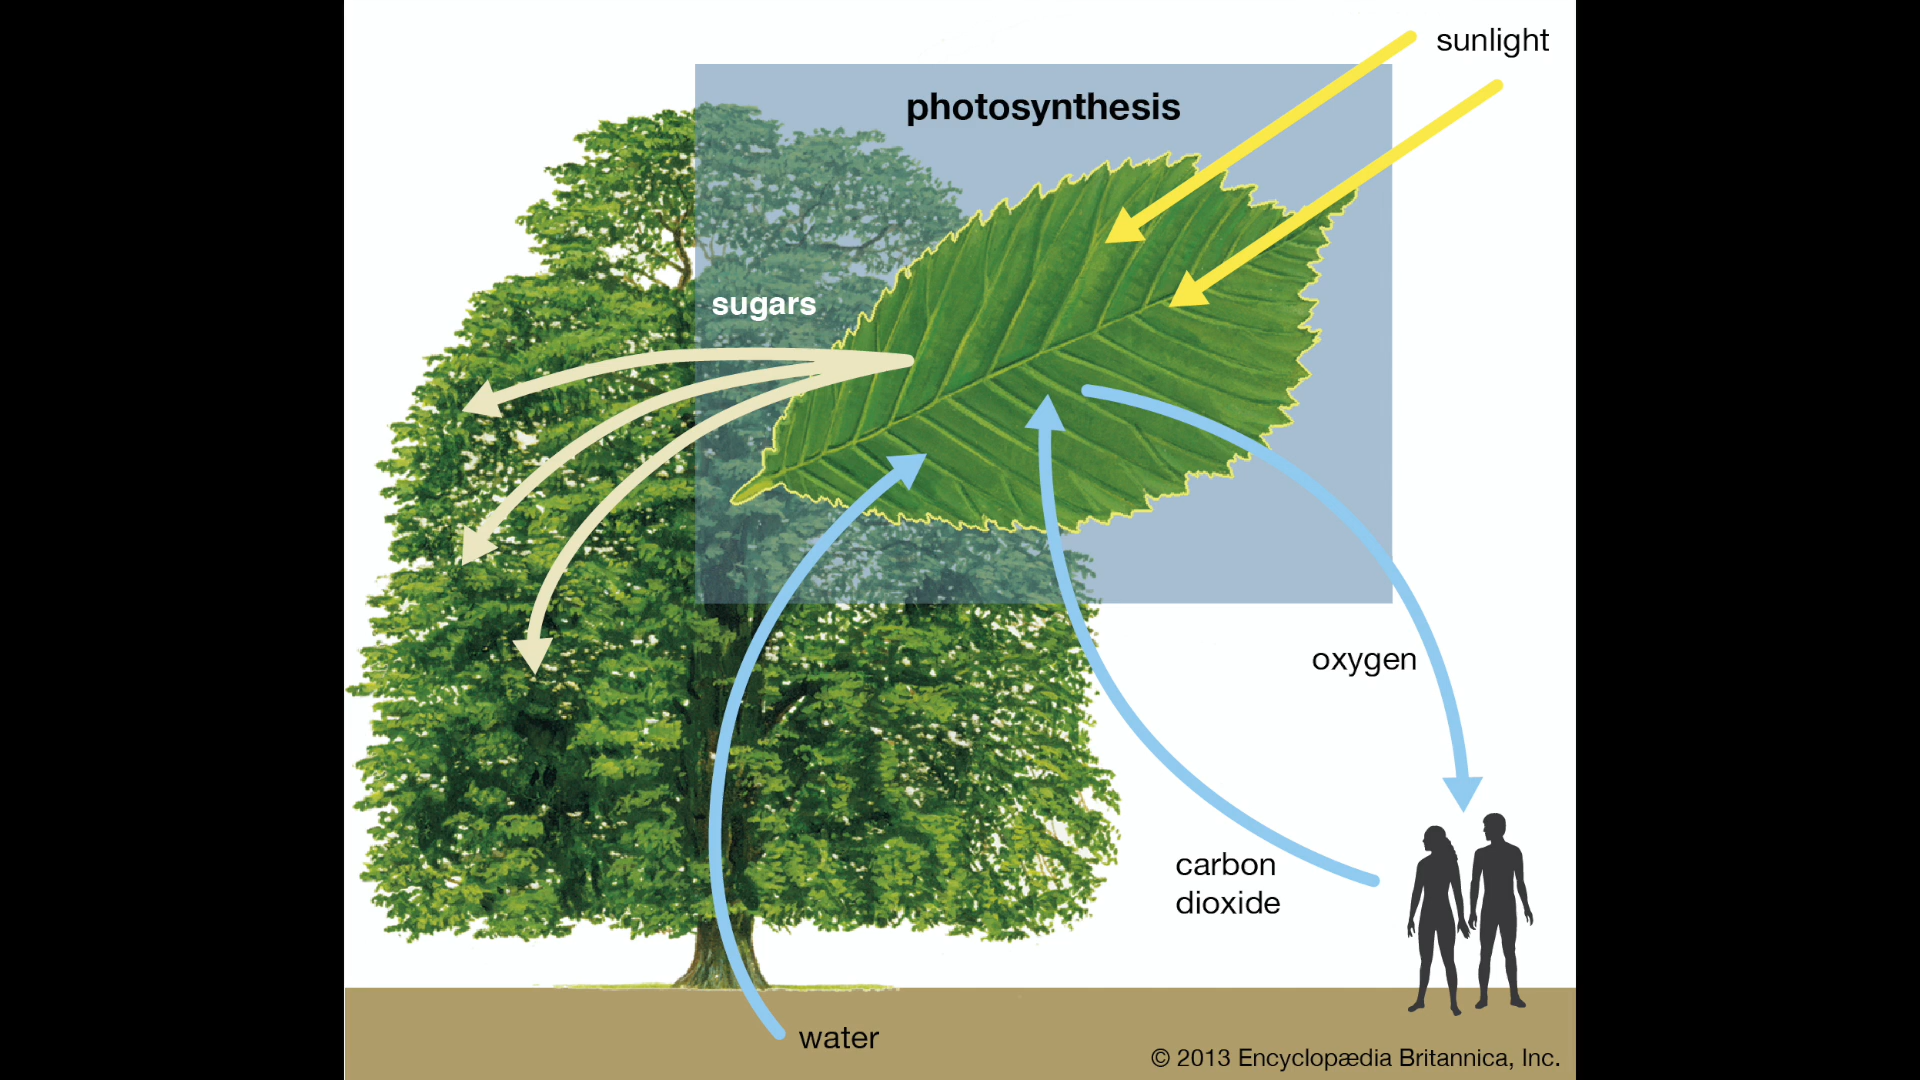 sunlight
photosynthesis
sugars
oxygen
carbon
dioxide
water
© 2013 Encyclopædia Britannica, Inc.